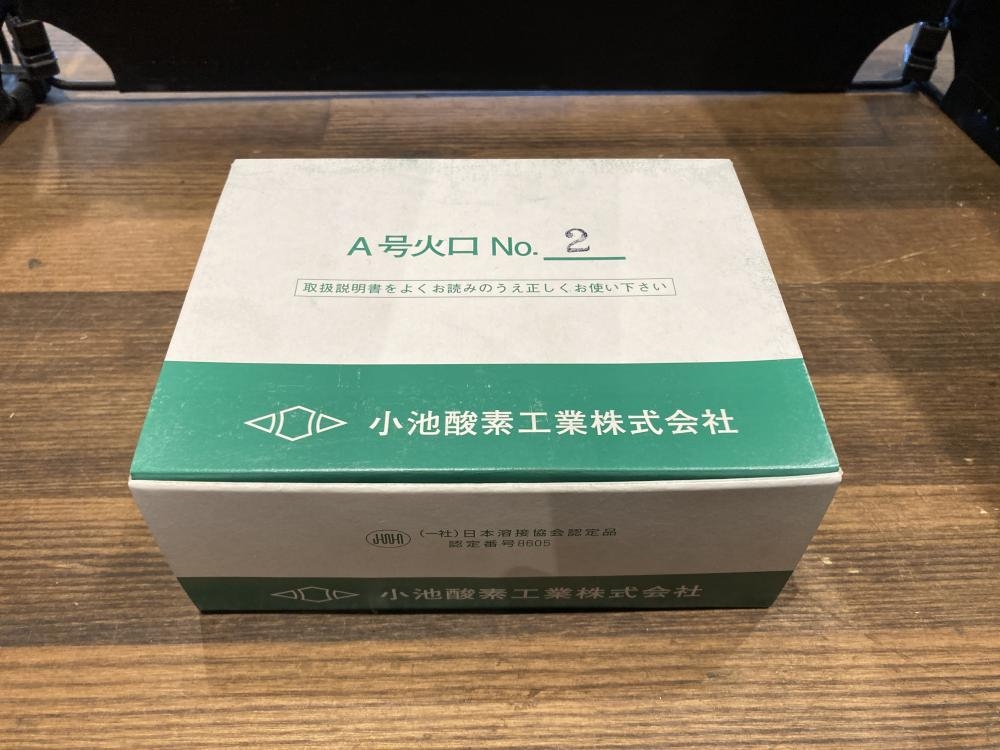 A号火口 No. 2
取扱説明書をよくお読みのうえ正しくお使い下さい
小池酸素工業株式会社
(一社)日本溶接協会認定品
認定番号8605
小池酸素工業株式会社